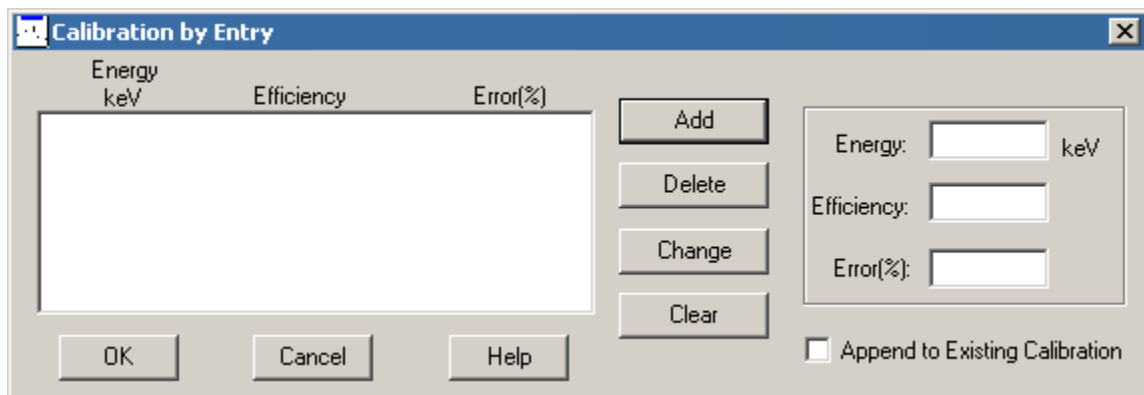 Calibration by Entry
Energy
keV
Efficiency
Error(%)
Add
Delete
Change
Clear
Energy:
keV
Efficiency:
Error(%):
OK
Cancel
Help
Append to Existing Calibration